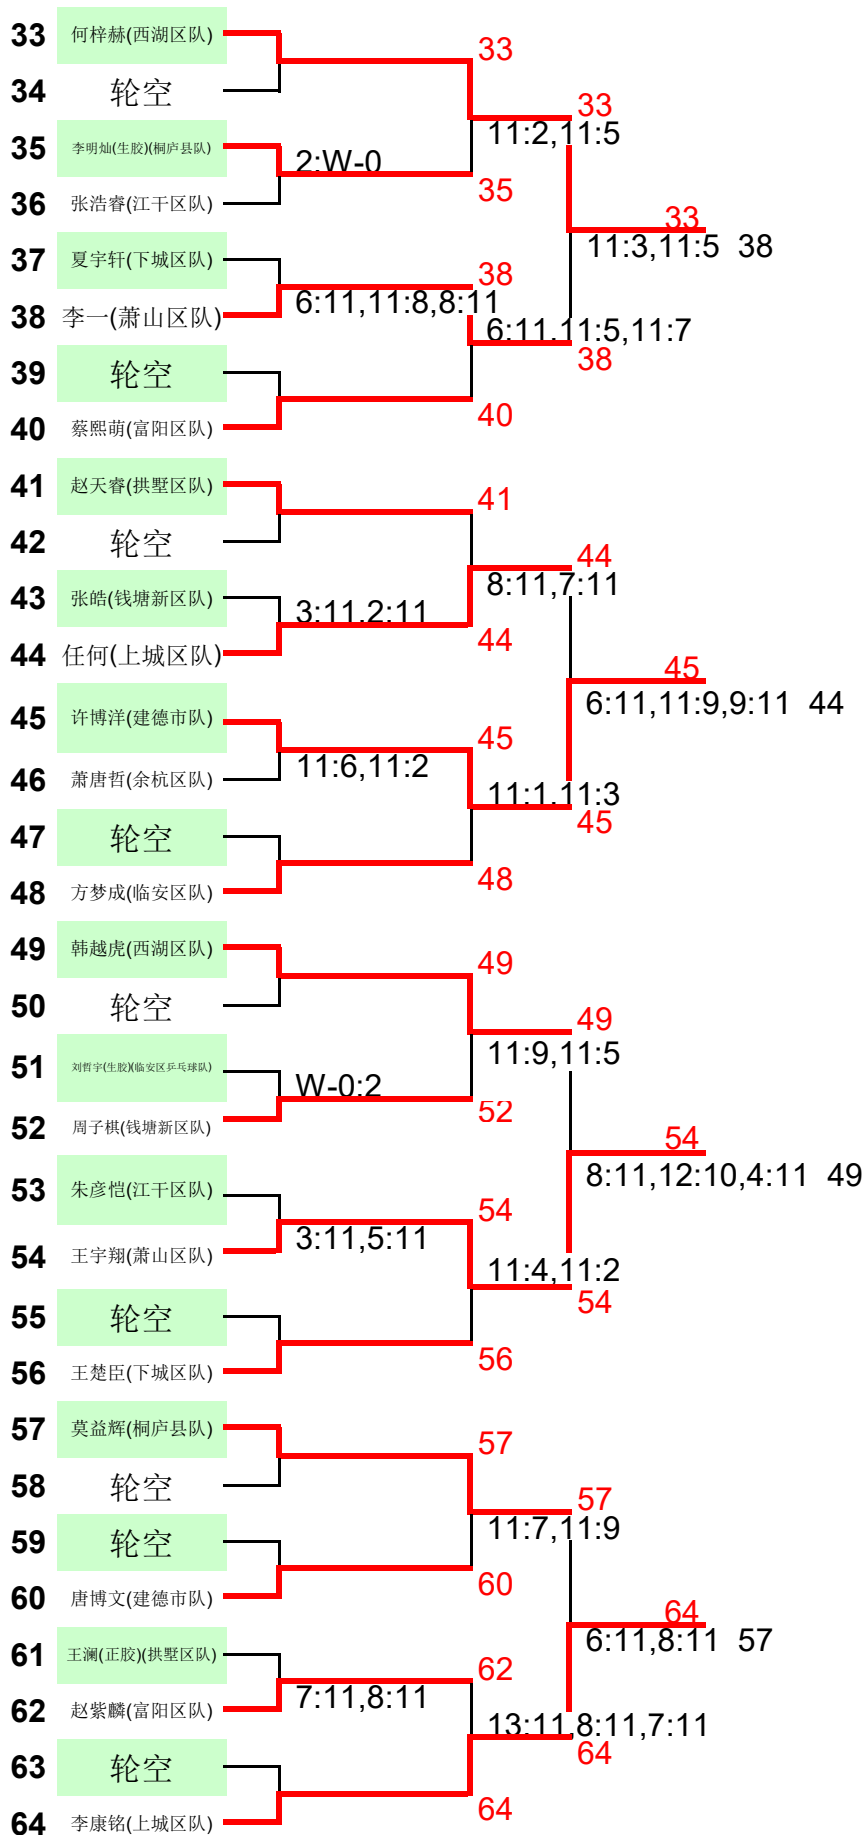 33 何梓赫(西湖区队) 33
34 轮空 33
11:2,11:5
35 李明灿(生胶)(桐庐县队) 2:W-0
35
36 张浩睿(江干区队) 33
11:3,11:5 38
37 夏宇轩(下城区队) 38
6:11,11:8,8:11
38 李一(萧山区队) 6:11,11:5,11:7
38
39 轮空
40 蔡熙萌(富阳区队) 40
41 赵天睿(拱墅区队) 41
42 轮空 44
8:11,7:11
43 张皓(钱塘新区队) 3:11,2:11
44 任何(上城区队) 44
45
6:11,11:9,9:11 44
45 许博洋(建德市队) 45
11:6,11:2
46 萧唐哲(余杭区队) 11:1,11:3
45
47 轮空
48 方梦成(临安区队) 48
49 韩越虎(西湖区队) 49
50 轮空 49
11:9,11:5
51 刘哲宇(生胶)(临安区乒乓球队) W-0:2
52 周子棋(钱塘新区队) 52
54
8:11,12:10,4:11 49
53 朱彦恺(江干区队) 54
3:11,5:11
54 王宇翔(萧山区队) 11:4,11:2
54
55 轮空
56 王楚臣(下城区队) 56
57 莫益辉(桐庐县队) 57
58 轮空 57
11:7,11:9
59 轮空
60 唐博文(建德市队) 60
64
6:11,8:11 57
61 王澜(正胶)(拱墅区队) 62
7:11,8:11
62 赵紫麟(富阳区队) 13:11,8:11,7:11
64
63 轮空
64 李康铭(上城区队) 64